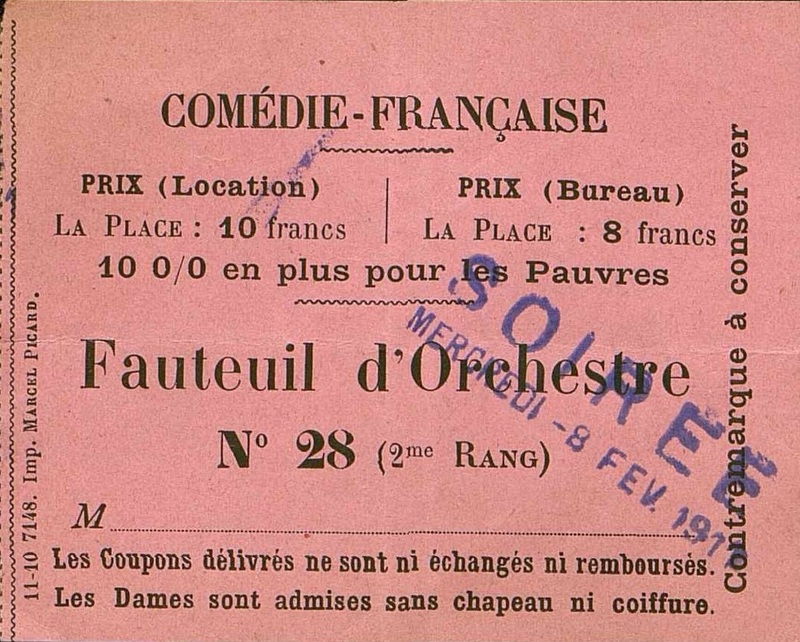 COMÉDIE-FRANÇAISE
PRIX (Location)
LA PLACE : 10 francs
PRIX (Bureau)
LA PLACE : 8 francs
10 0/0 en plus pour les Pauvres
Fauteuil d'Orchestre
Nº 28 (2me RANG)
M
Les Coupons délivrés ne sont ni échangés ni remboursés.
Les Dames sont admises sans chapeau ni coiffure.
Contremarque à conserver
11-10 7148. Imp. MARCEL PICARD.
SOIREE
MERCREDI -8 FEV.